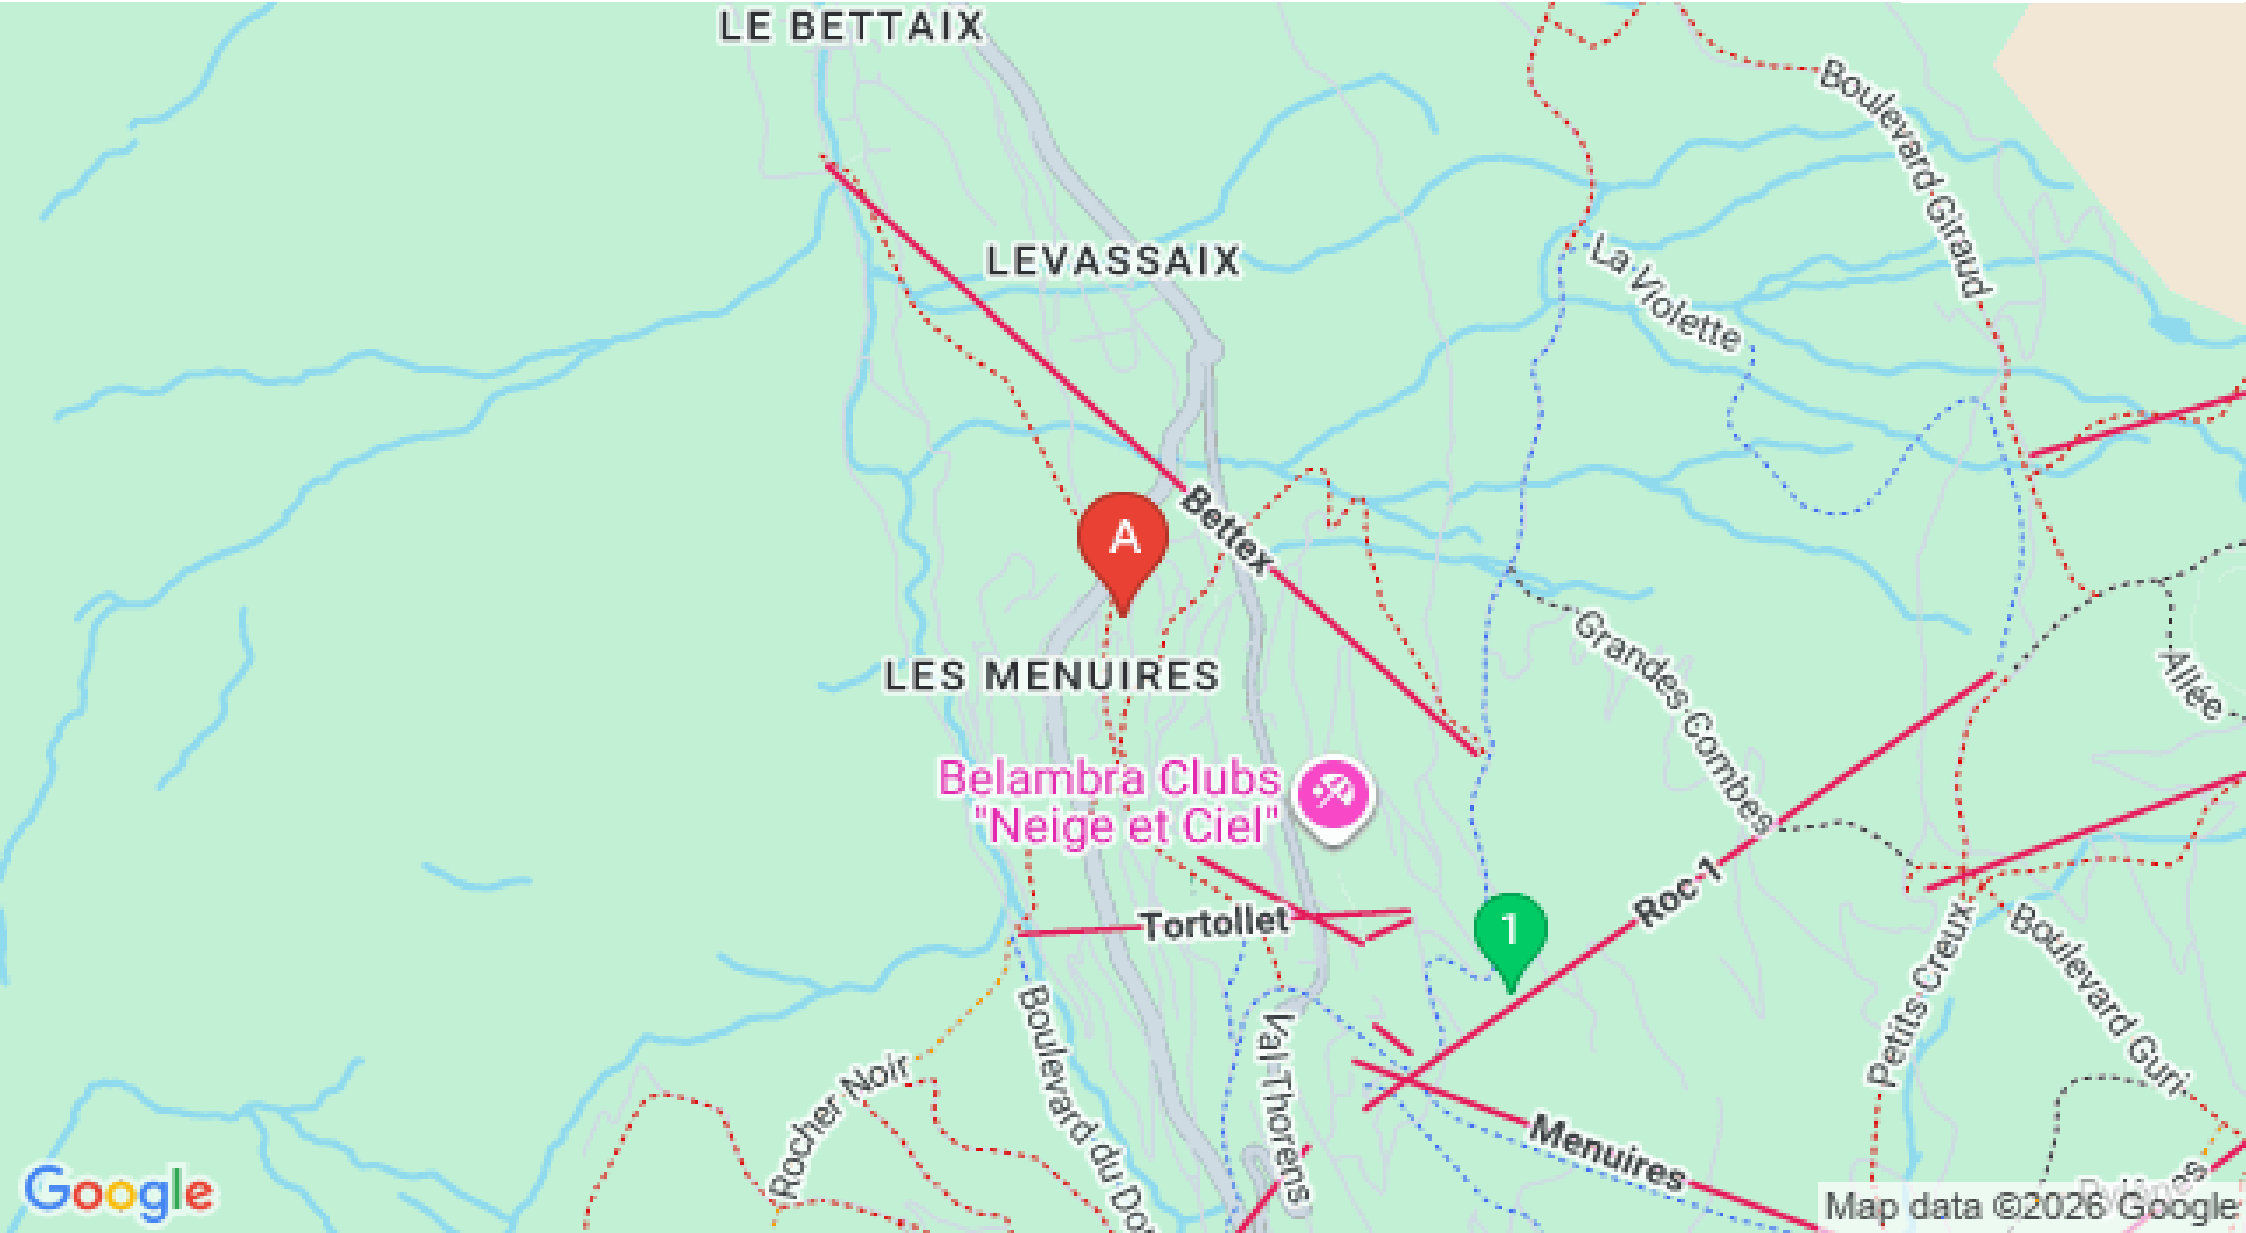 LE BETTAIX
Boulevard Giraud
LEVASSAIX
La Violette
Bettex
A
Grandes Combes
Allée
LES MENUIRES
Belambra Clubs
"Neige et Ciel"
Roc 1
1
Tortollet
Petits Creux
Boulevard Guri
Boulevard du Do
Val Thorens
Rocher Noir
Menuires
Google
Map data ©2026 Google